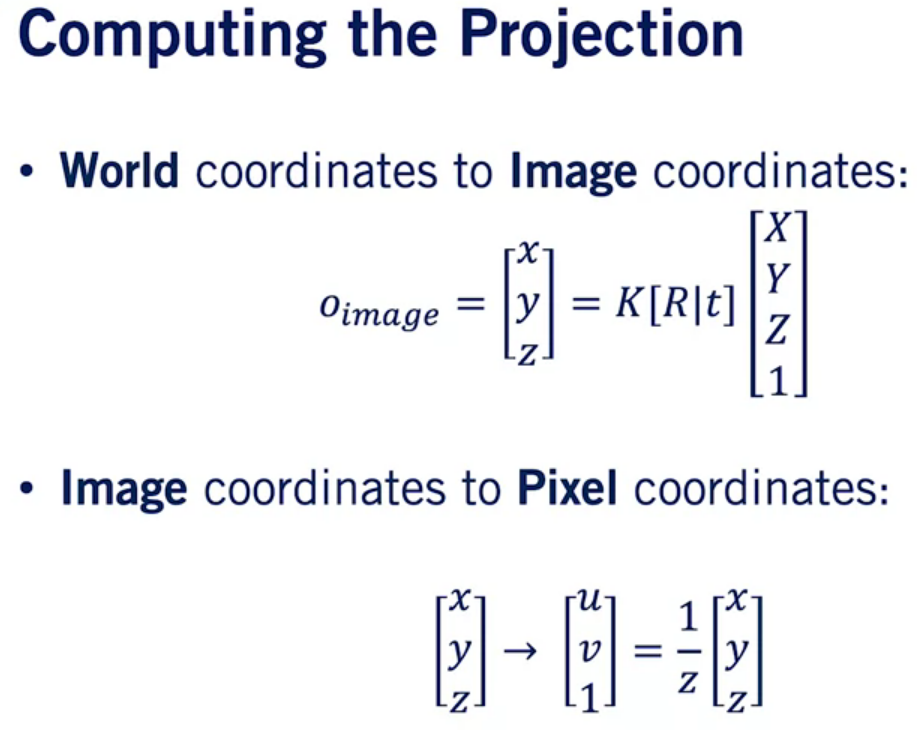 Computing the Projection
• World coordinates to Image coordinates:
o_{image} = \begin{bmatrix} x \\ y \\ z \end{bmatrix} = K[R|t] \begin{bmatrix} X \\ Y \\ Z \\ 1 \end{bmatrix}
• Image coordinates to Pixel coordinates:
\begin{bmatrix} x \\ y \\ z \end{bmatrix} → \begin{bmatrix} u \\ v \\ 1 \end{bmatrix} = \frac{1}{z} \begin{bmatrix} x \\ y \\ z \end{bmatrix}